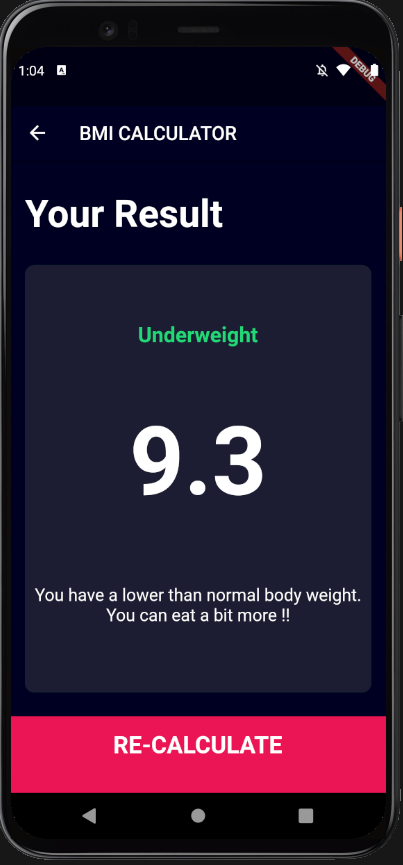 1:04
A
DEBUG
BMI CALCULATOR
Your Result
Underweight
9.3
You have a lower than normal body weight.
You can eat a bit more !!
RE-CALCULATE